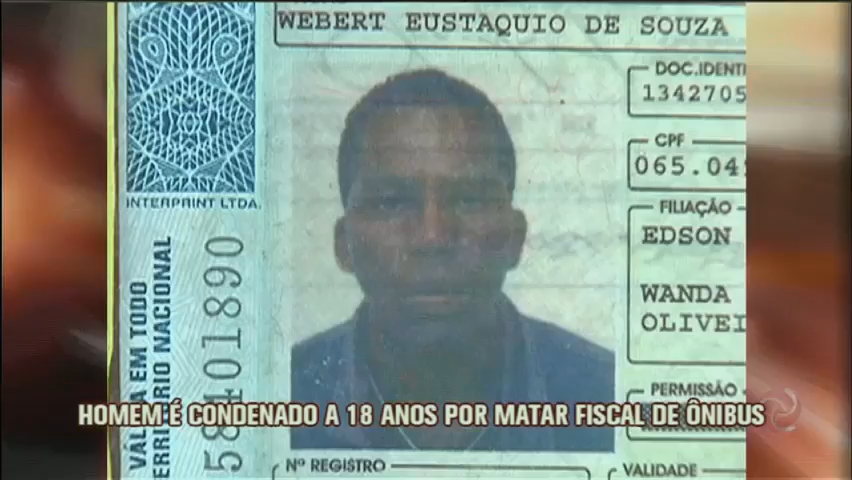 WEBERT EUSTAQUIO DE SOUZA
DOC.IDENTI
1342705
CPF
065.04
FILIAÇÃO
EDSON
WANDA
OLIVEI
PERMISSÃO
INTERPRINT LTDA.
VÁLIDA EM TODO
TERRITÓRIO NACIONAL
58401890
HOMEM É CONDENADO A 18 ANOS POR MATAR FISCAL DE ÔNIBUS
Nº REGISTRO
VALIDADE